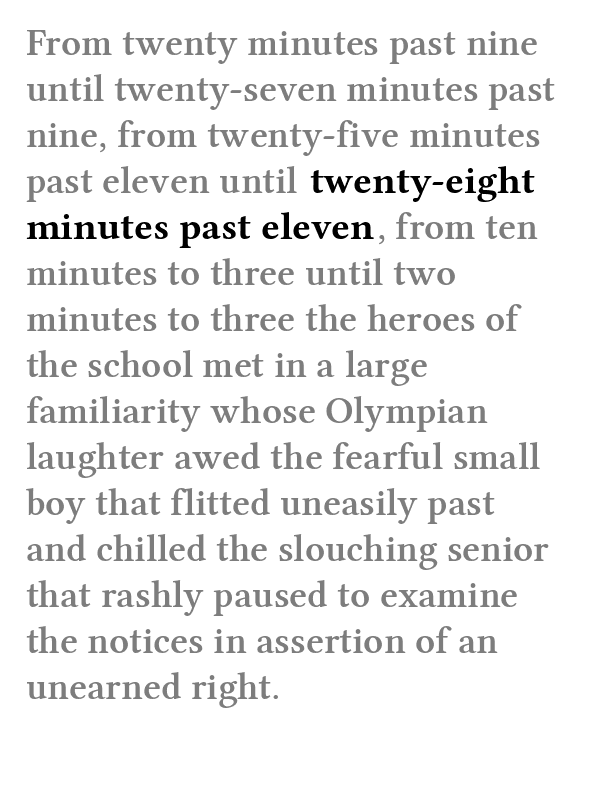 From twenty minutes past nine
until twenty-seven minutes past
nine, from twenty-five minutes
past eleven until twenty-eight
minutes past eleven, from ten
minutes to three until two
minutes to three the heroes of
the school met in a large
familiarity whose Olympian
laughter awed the fearful small
boy that flitted uneasily past
and chilled the slouching senior
that rashly paused to examine
the notices in assertion of an
unearned right.